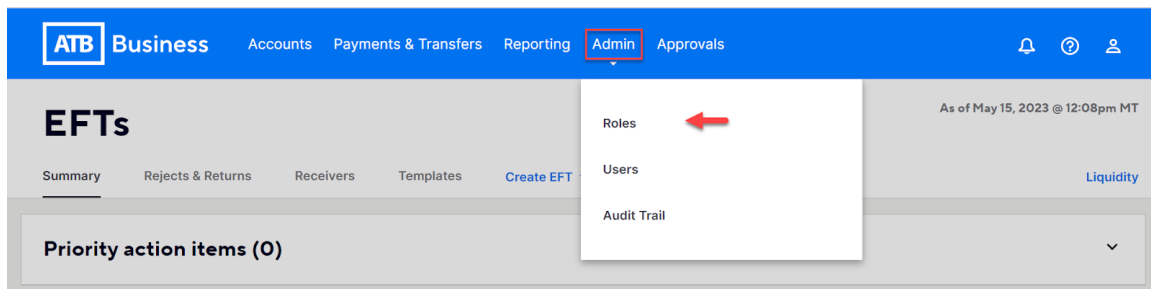 ATB Business Accounts Payments & Transfers Reporting Admin Approvals
EFTs
As of May 15, 2023 @ 12:08pm MT
Roles
Users
Audit Trail
Summary Rejects & Returns Receivers Templates Create EFT Liquidity
Priority action items (0)